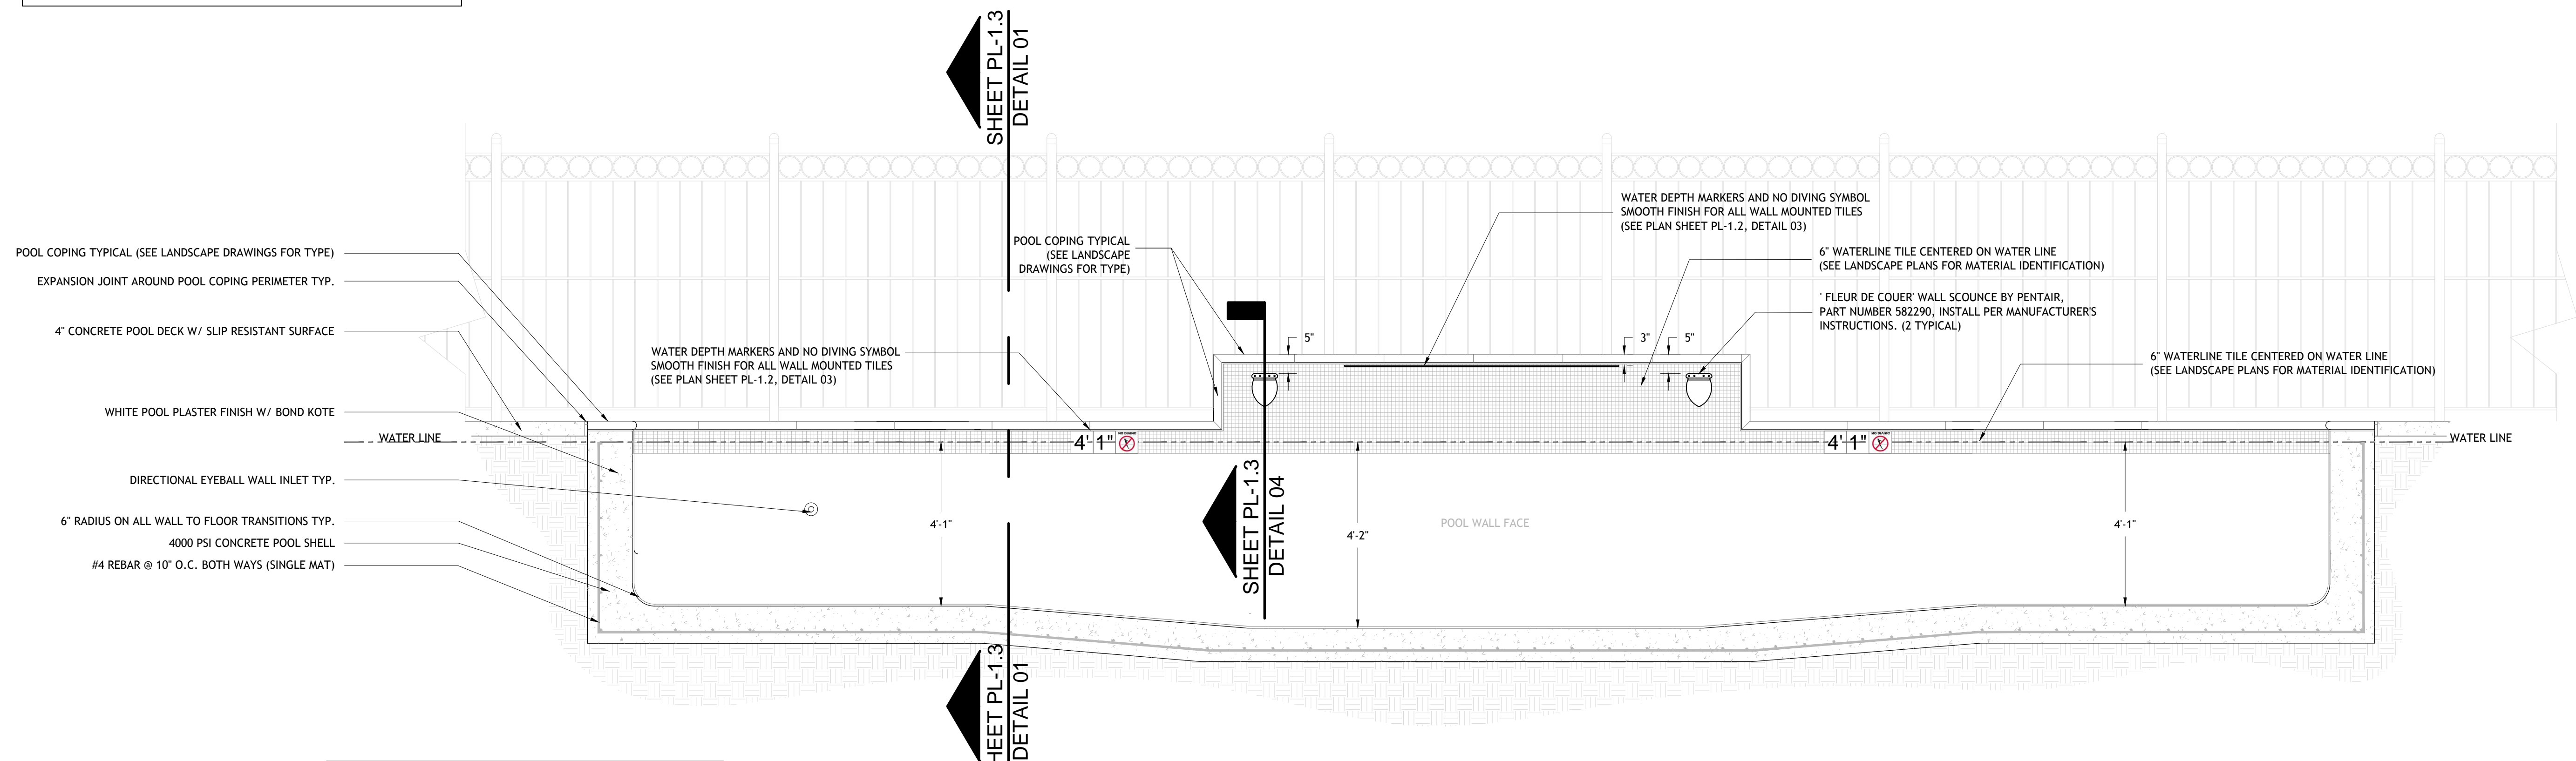 SHEET PL-1.3
DETAIL 01
WATER DEPTH MARKERS AND NO DIVING SYMBOL
SMOOTH FINISH FOR ALL WALL MOUNTED TILES
(SEE PLAN SHEET PL-1.2, DETAIL 03)
POOL COPING TYPICAL
(SEE LANDSCAPE
DRAWINGS FOR TYPE)
6" WATERLINE TILE CENTERED ON WATER LINE
(SEE LANDSCAPE PLANS FOR MATERIAL IDENTIFICATION)
POOL COPING TYPICAL (SEE LANDSCAPE DRAWINGS FOR TYPE)
EXPANSION JOINT AROUND POOL COPING PERIMETER TYP.
' FLEUR DE COUER' WALL SCOUNCE BY PENTAIR,
PART NUMBER 582290, INSTALL PER MANUFACTURER'S
INSTRUCTIONS. (2 TYPICAL)
4" CONCRETE POOL DECK W/ SLIP RESISTANT SURFACE
5"
3"
5"
WATER DEPTH MARKERS AND NO DIVING SYMBOL
SMOOTH FINISH FOR ALL WALL MOUNTED TILES
(SEE PLAN SHEET PL-1.2, DETAIL 03)
6" WATERLINE TILE CENTERED ON WATER LINE
(SEE LANDSCAPE PLANS FOR MATERIAL IDENTIFICATION)
WHITE POOL PLASTER FINISH W/ BOND KOTE
WATER LINE
4' 1"
4' 1"
WATER LINE
DIRECTIONAL EYEBALL WALL INLET TYP.
SHEET PL-1.3
DETAIL 04
6" RADIUS ON ALL WALL TO FLOOR TRANSITIONS TYP.
4'-1"
4'-2"
POOL WALL FACE
4'-1"
4000 PSI CONCRETE POOL SHELL
#4 REBAR @ 10" O.C. BOTH WAYS (SINGLE MAT)
HEET PL-1.3
DETAIL 01